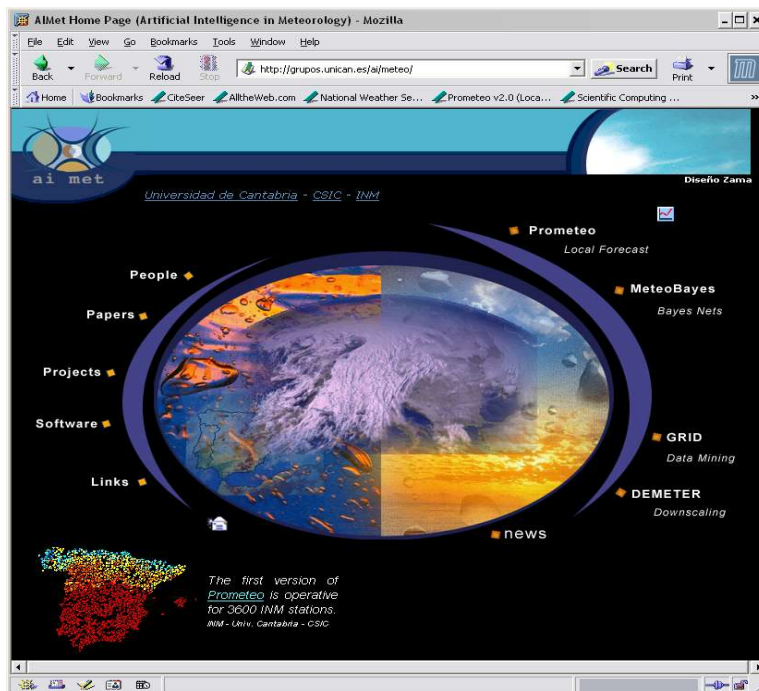 AIMet Home Page (Artificial Intelligence in Meteorology) - Mozilla
File Edit View Go Bookmarks Tools Window Help
Back Forward Reload Stop http://grupos.unican.es/ai/meteo/ Search Print
Home Bookmarks CiteSeer AlltheWeb.com National Weather Se... Prometeo v2.0 (Loca... Scientific Computing ... »
ai met
Diseño Zama
Universidad de Cantabria - CSIC - INM
Prometeo
Local Forecast
People
MeteoBayes
Papers
Bayes Nets
Projects
Software
GRID
Data Mining
Links
DEMETER
Downscaling
news
The first version of
Prometeo is operative
for 3600 INM stations.
INM - Univ. Cantabria - CSIC